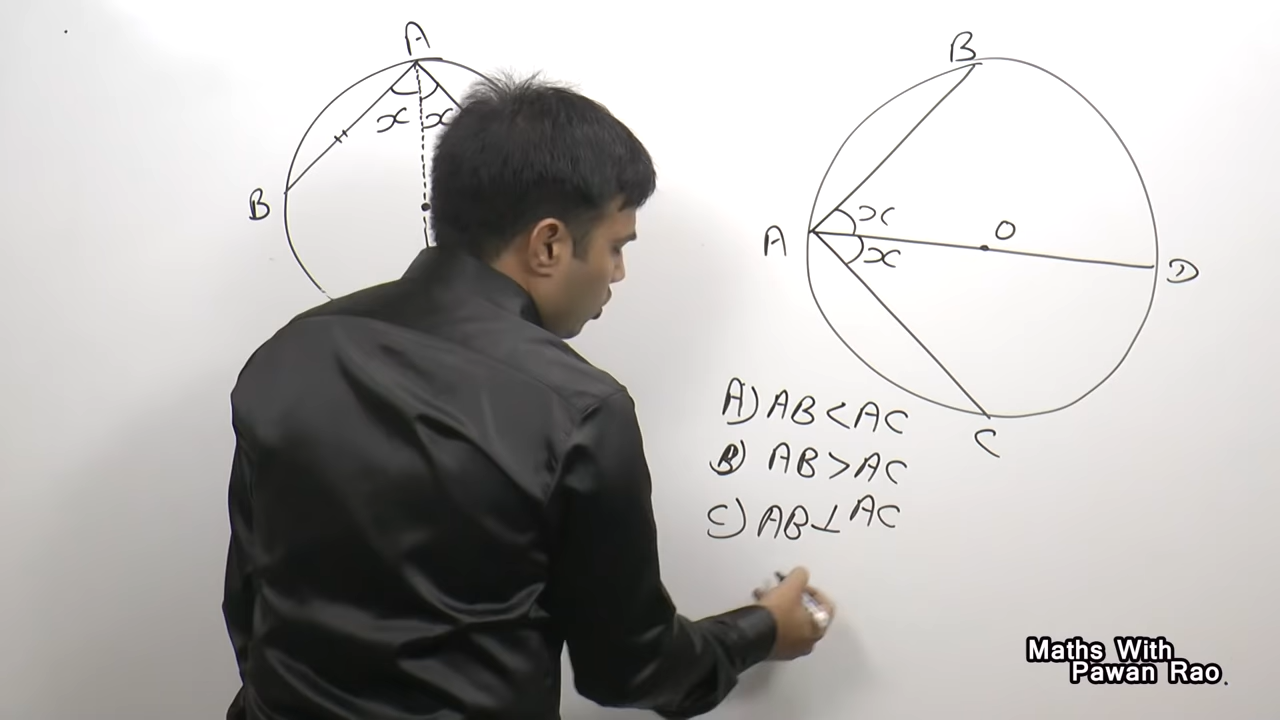 A
x x
B
B
x
A
O
x
D
C
A) AB < AC
B) AB > AC
C) AB ⊥ AC
Maths With
Pawan Rao.